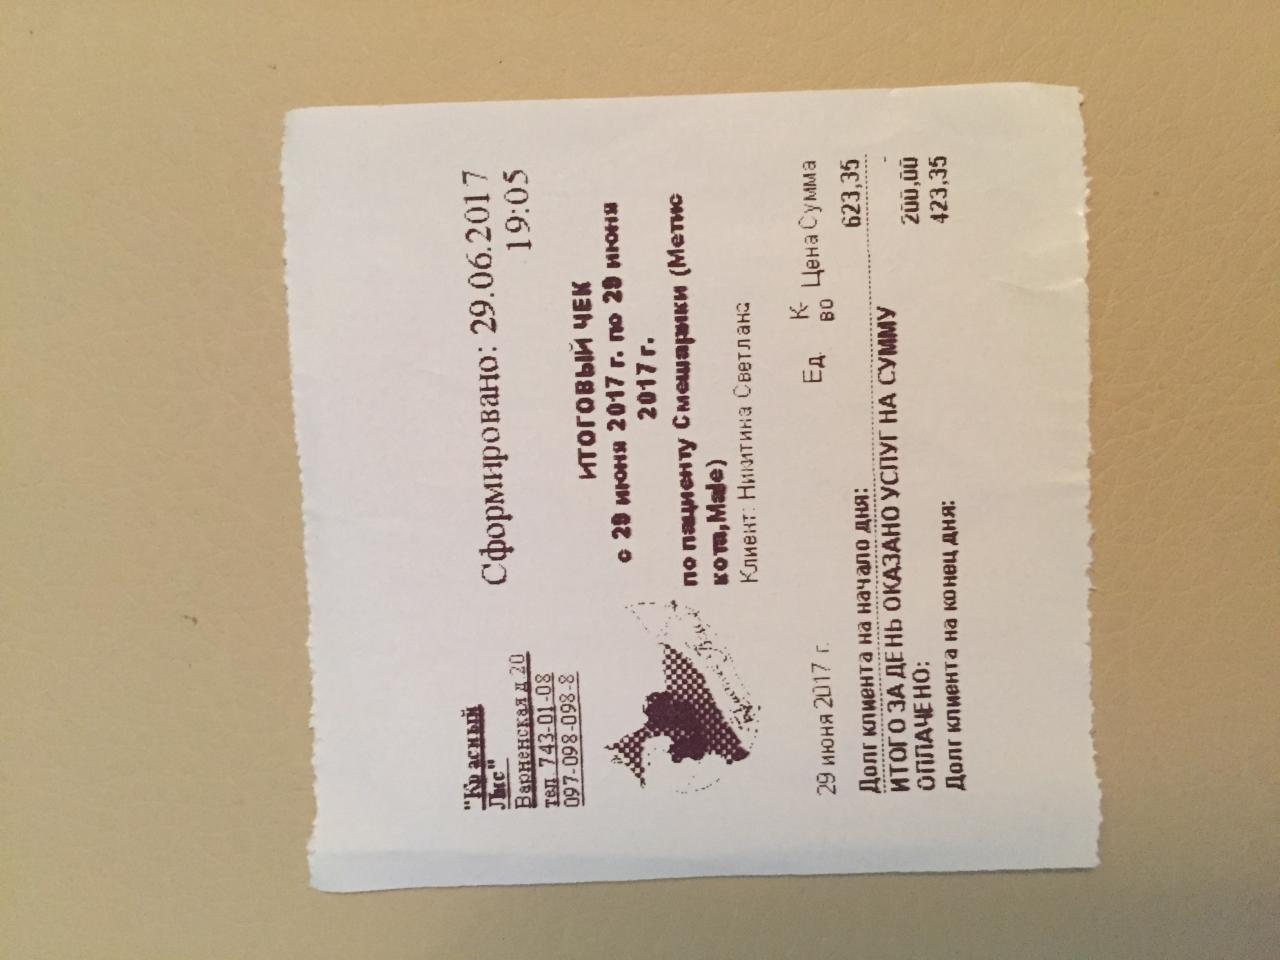 "Красный
Лис"
Варненская д.20
тел. 743-01-08
097-098-098-8
Сформировано: 29.06.2017
19:05
ИТОГОВЫЙ ЧЕК
с 29 июня 2017 г. по 29 июня
2017 г.
по пациенту Смешарики (Метис
кота,Male)
Клиент: Никитина Светлана
Ед. К-во Цена Сумма
29 июня 2017 г.
Долг клиента на начало дня: 623,35
ИТОГО ЗА ДЕНЬ ОКАЗАНО УСЛУГ НА СУММУ -
ОПЛАЧЕНО: 200,00
Долг клиента на конец дня: 423,35